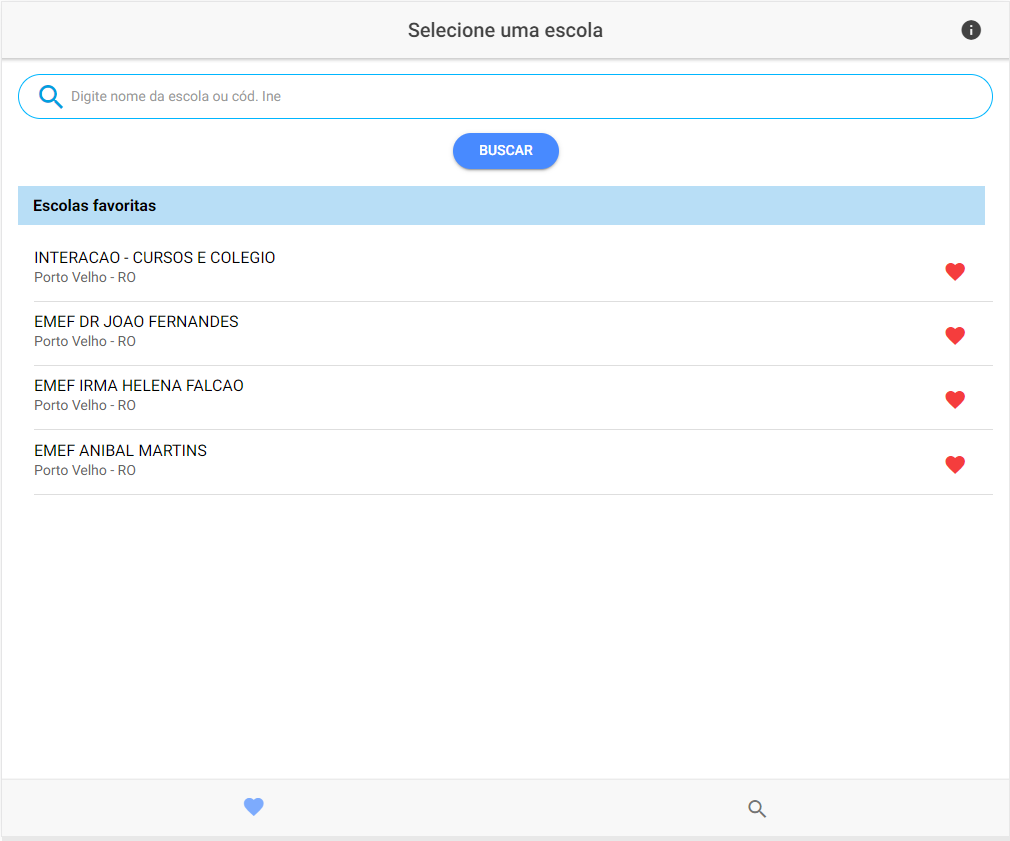 Selecione uma escola
Digite nome da escola ou cód. Ine
BUSCAR
Escolas favoritas
INTERACAO - CURSOS E COLEGIO
Porto Velho - RO
EMEF DR JOAO FERNANDES
Porto Velho - RO
EMEF IRMA HELENA FALCAO
Porto Velho - RO
EMEF ANIBAL MARTINS
Porto Velho - RO